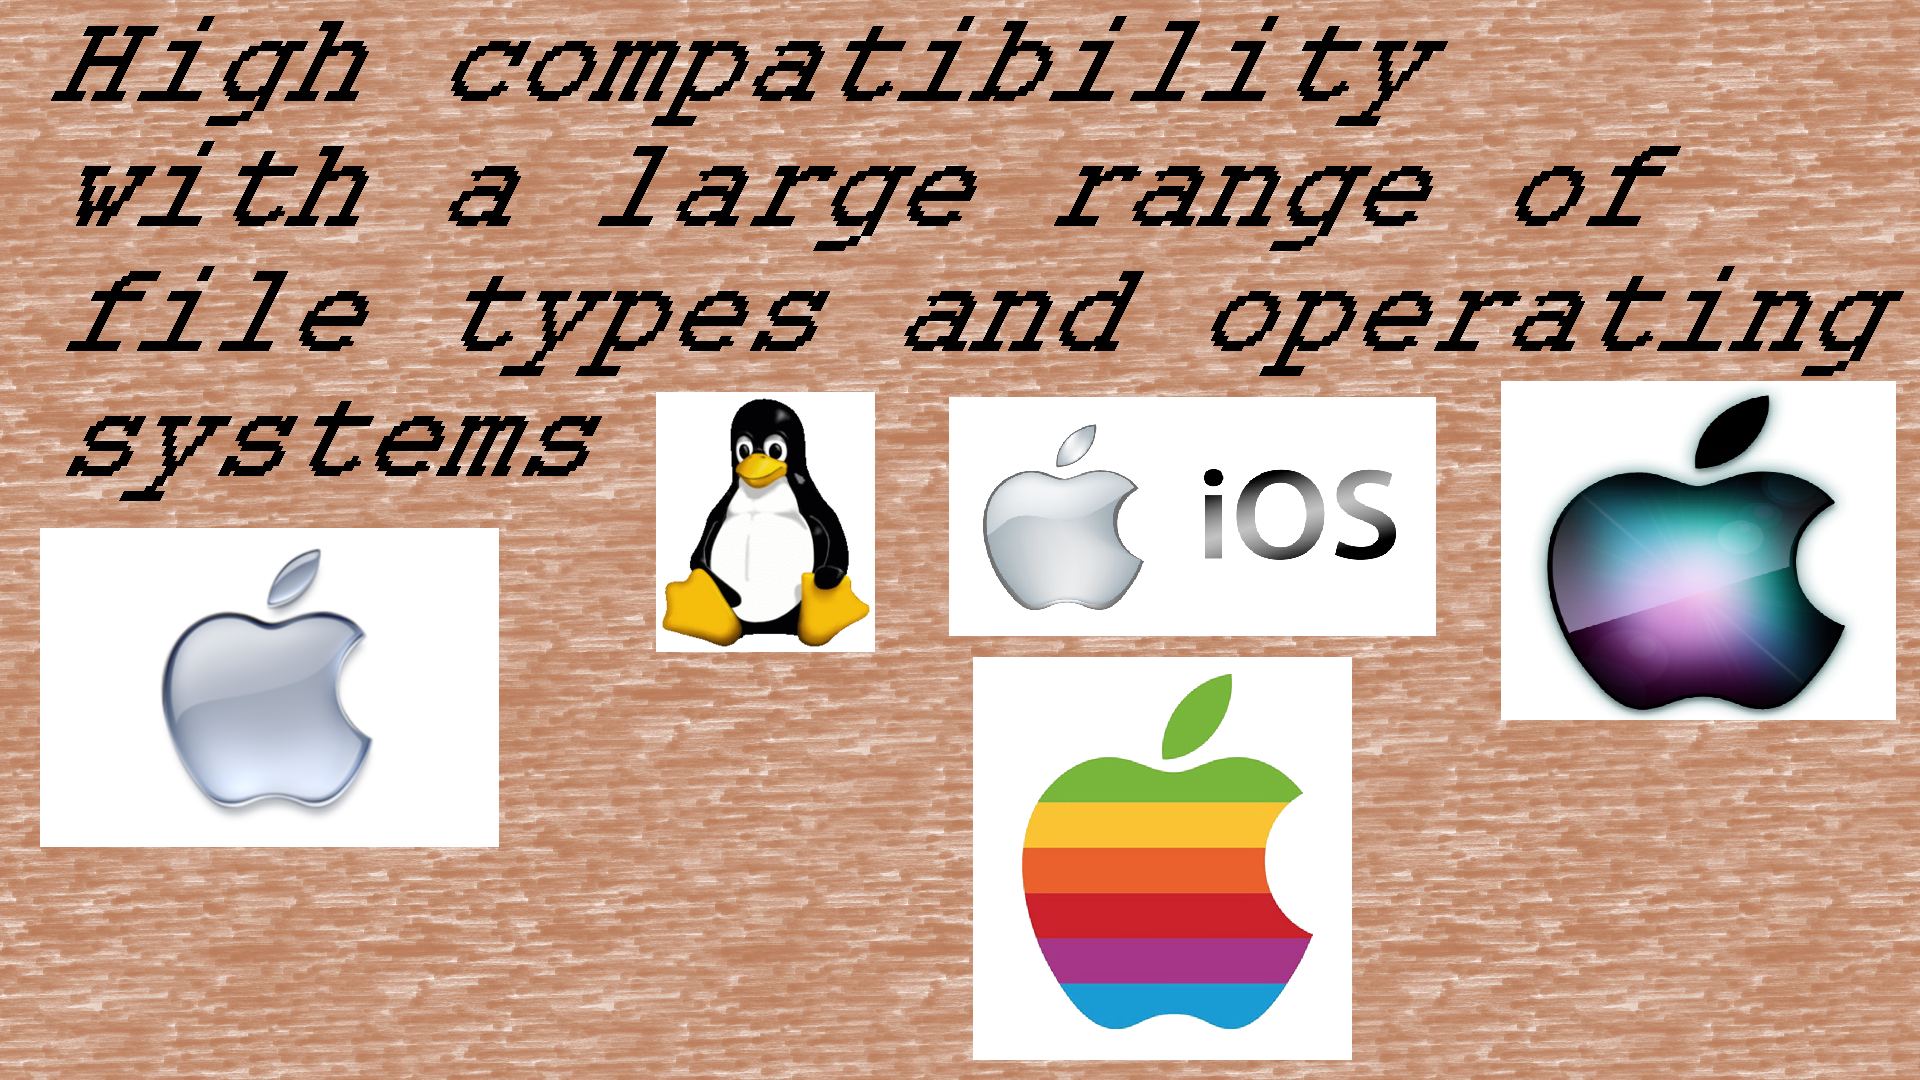 High compatibility
with a large range of
file types and operating
systems
iOS